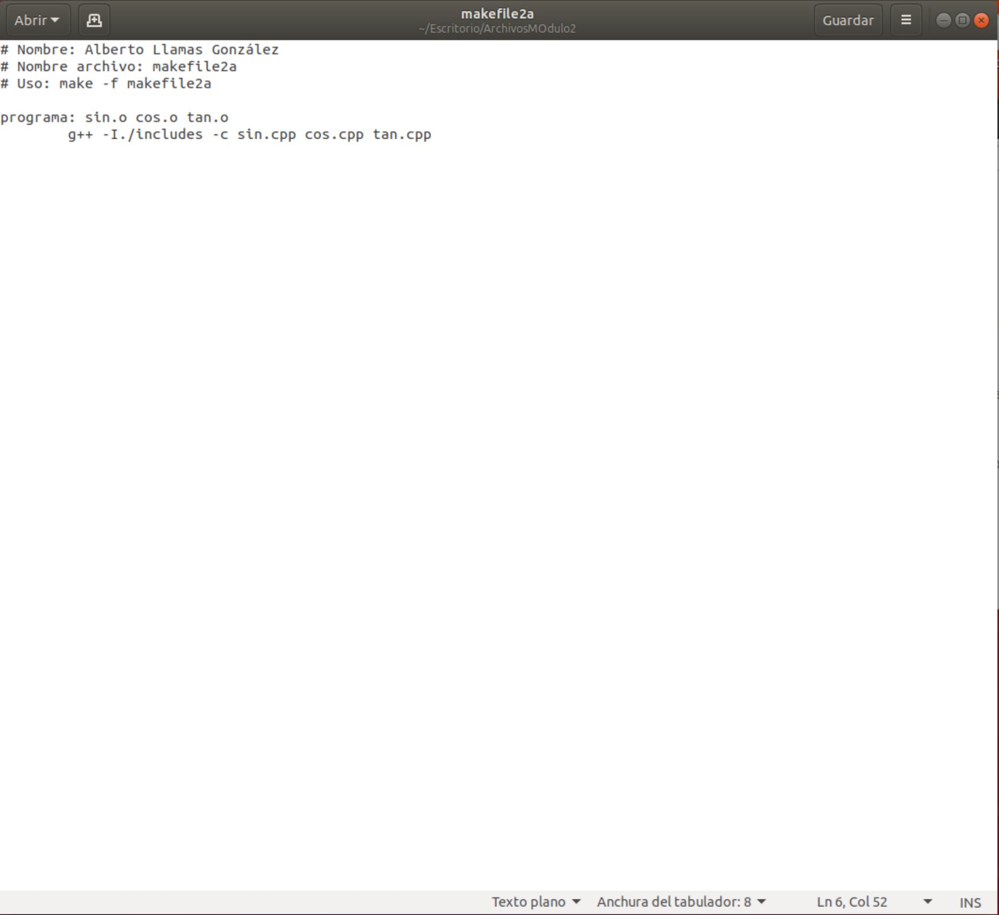 Abrir
makefile2a
~/Escritorio/ArchivosMOdulo2
Guardar
# Nombre: Alberto Llamas González
# Nombre archivo: makefile2a
# Uso: make -f makefile2a
programa: sin.o cos.o tan.o
g++ -I./includes -c sin.cpp cos.cpp tan.cpp
Texto plano
Anchura del tabulador: 8
Ln 6, Col 52
INS